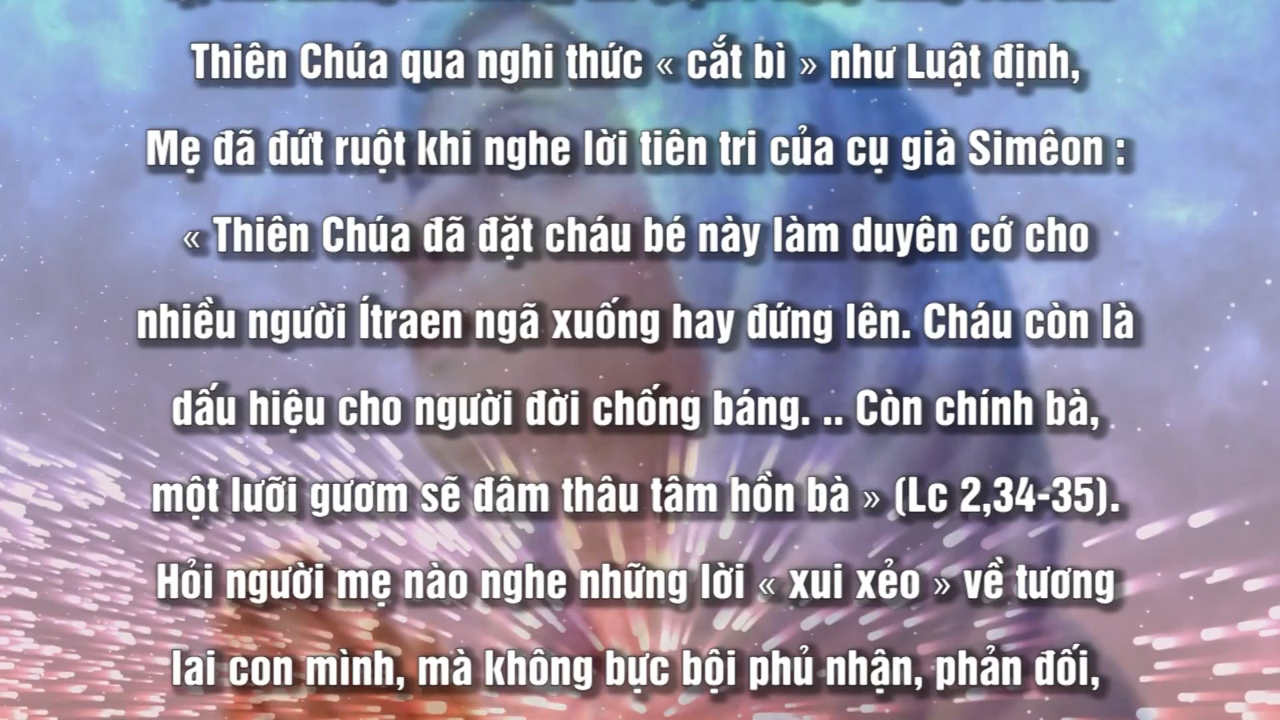 Thiên Chúa qua nghi thức « cắt bì » như Luật định,
Mẹ đã đứt ruột khi nghe lời tiên tri của cụ già Simêon :
« Thiên Chúa đã đặt cháu bé này làm duyên cớ cho
nhiều người Ítraen ngã xuống hay đứng lên. Cháu còn là
dấu hiệu cho người đời chống báng. .. Còn chính bà,
một lưỡi gươm sẽ đâm thâu tâm hồn bà » (Lc 2,34-35).
Hỏi người mẹ nào nghe những lời « xui xẻo » về tương
lai con mình, mà không bực bội phủ nhận, phản đối,